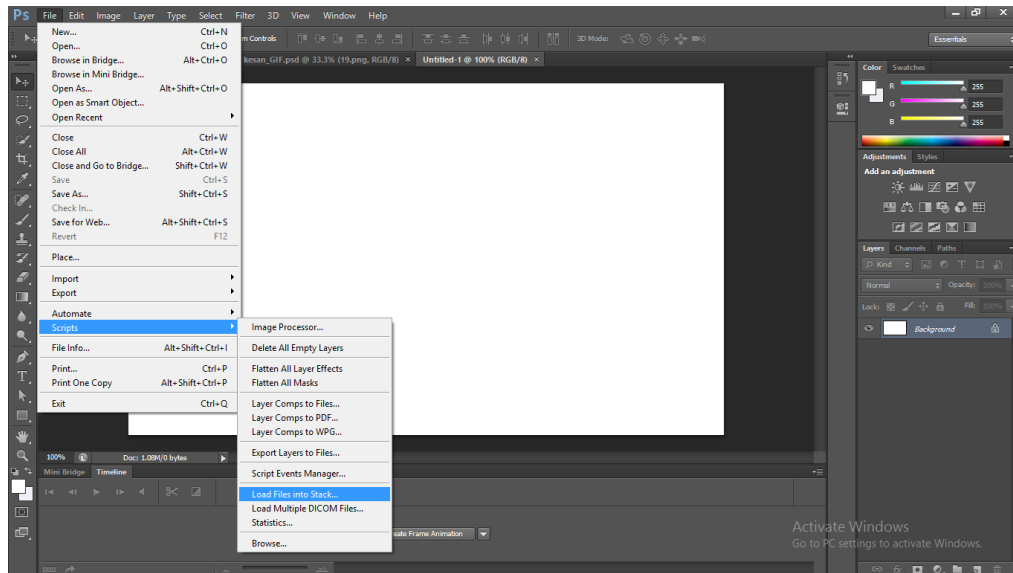 Ps File Edit Image Layer Type Select Filter 3D View Window Help
m Controls 3D Mode: Essentials
kesan_GIF.psd @ 33.3% (19.png, RGB/8) × Untitled-1 @ 100% (RGB/8) ×
New... Ctrl+N
Open... Ctrl+O
Browse in Bridge... Alt+Ctrl+O
Browse in Mini Bridge...
Open As... Alt+Shift+Ctrl+O
Open as Smart Object...
Open Recent
Close Ctrl+W
Close All Alt+Ctrl+W
Close and Go to Bridge... Shift+Ctrl+W
Save Ctrl+S
Save As... Shift+Ctrl+S
Check In...
Save for Web... Alt+Shift+Ctrl+S
Revert F12
Place...
Import
Export
Automate
Scripts
File Info... Alt+Shift+Ctrl+I
Print... Ctrl+P
Print One Copy Alt+Shift+Ctrl+P
Exit Ctrl+Q
Image Processor...
Delete All Empty Layers
Flatten All Layer Effects
Flatten All Masks
Layer Comps to Files...
Layer Comps to PDF...
Layer Comps to WPG...
Export Layers to Files...
Script Events Manager...
Load Files into Stack...
Load Multiple DICOM Files...
Statistics...
Browse...
100% Doc: 1.08M/0 bytes
Mini Bridge Timeline
eate Frame Animation
Color Swatches
R 255
G 255
B 255
Adjustments Styles
Add an adjustment
Layers Channels Paths
Kind
Normal Opacity: 100%
Lock: Fill: 100%
Background
Activate Windows
Go to PC settings to activate Windows.